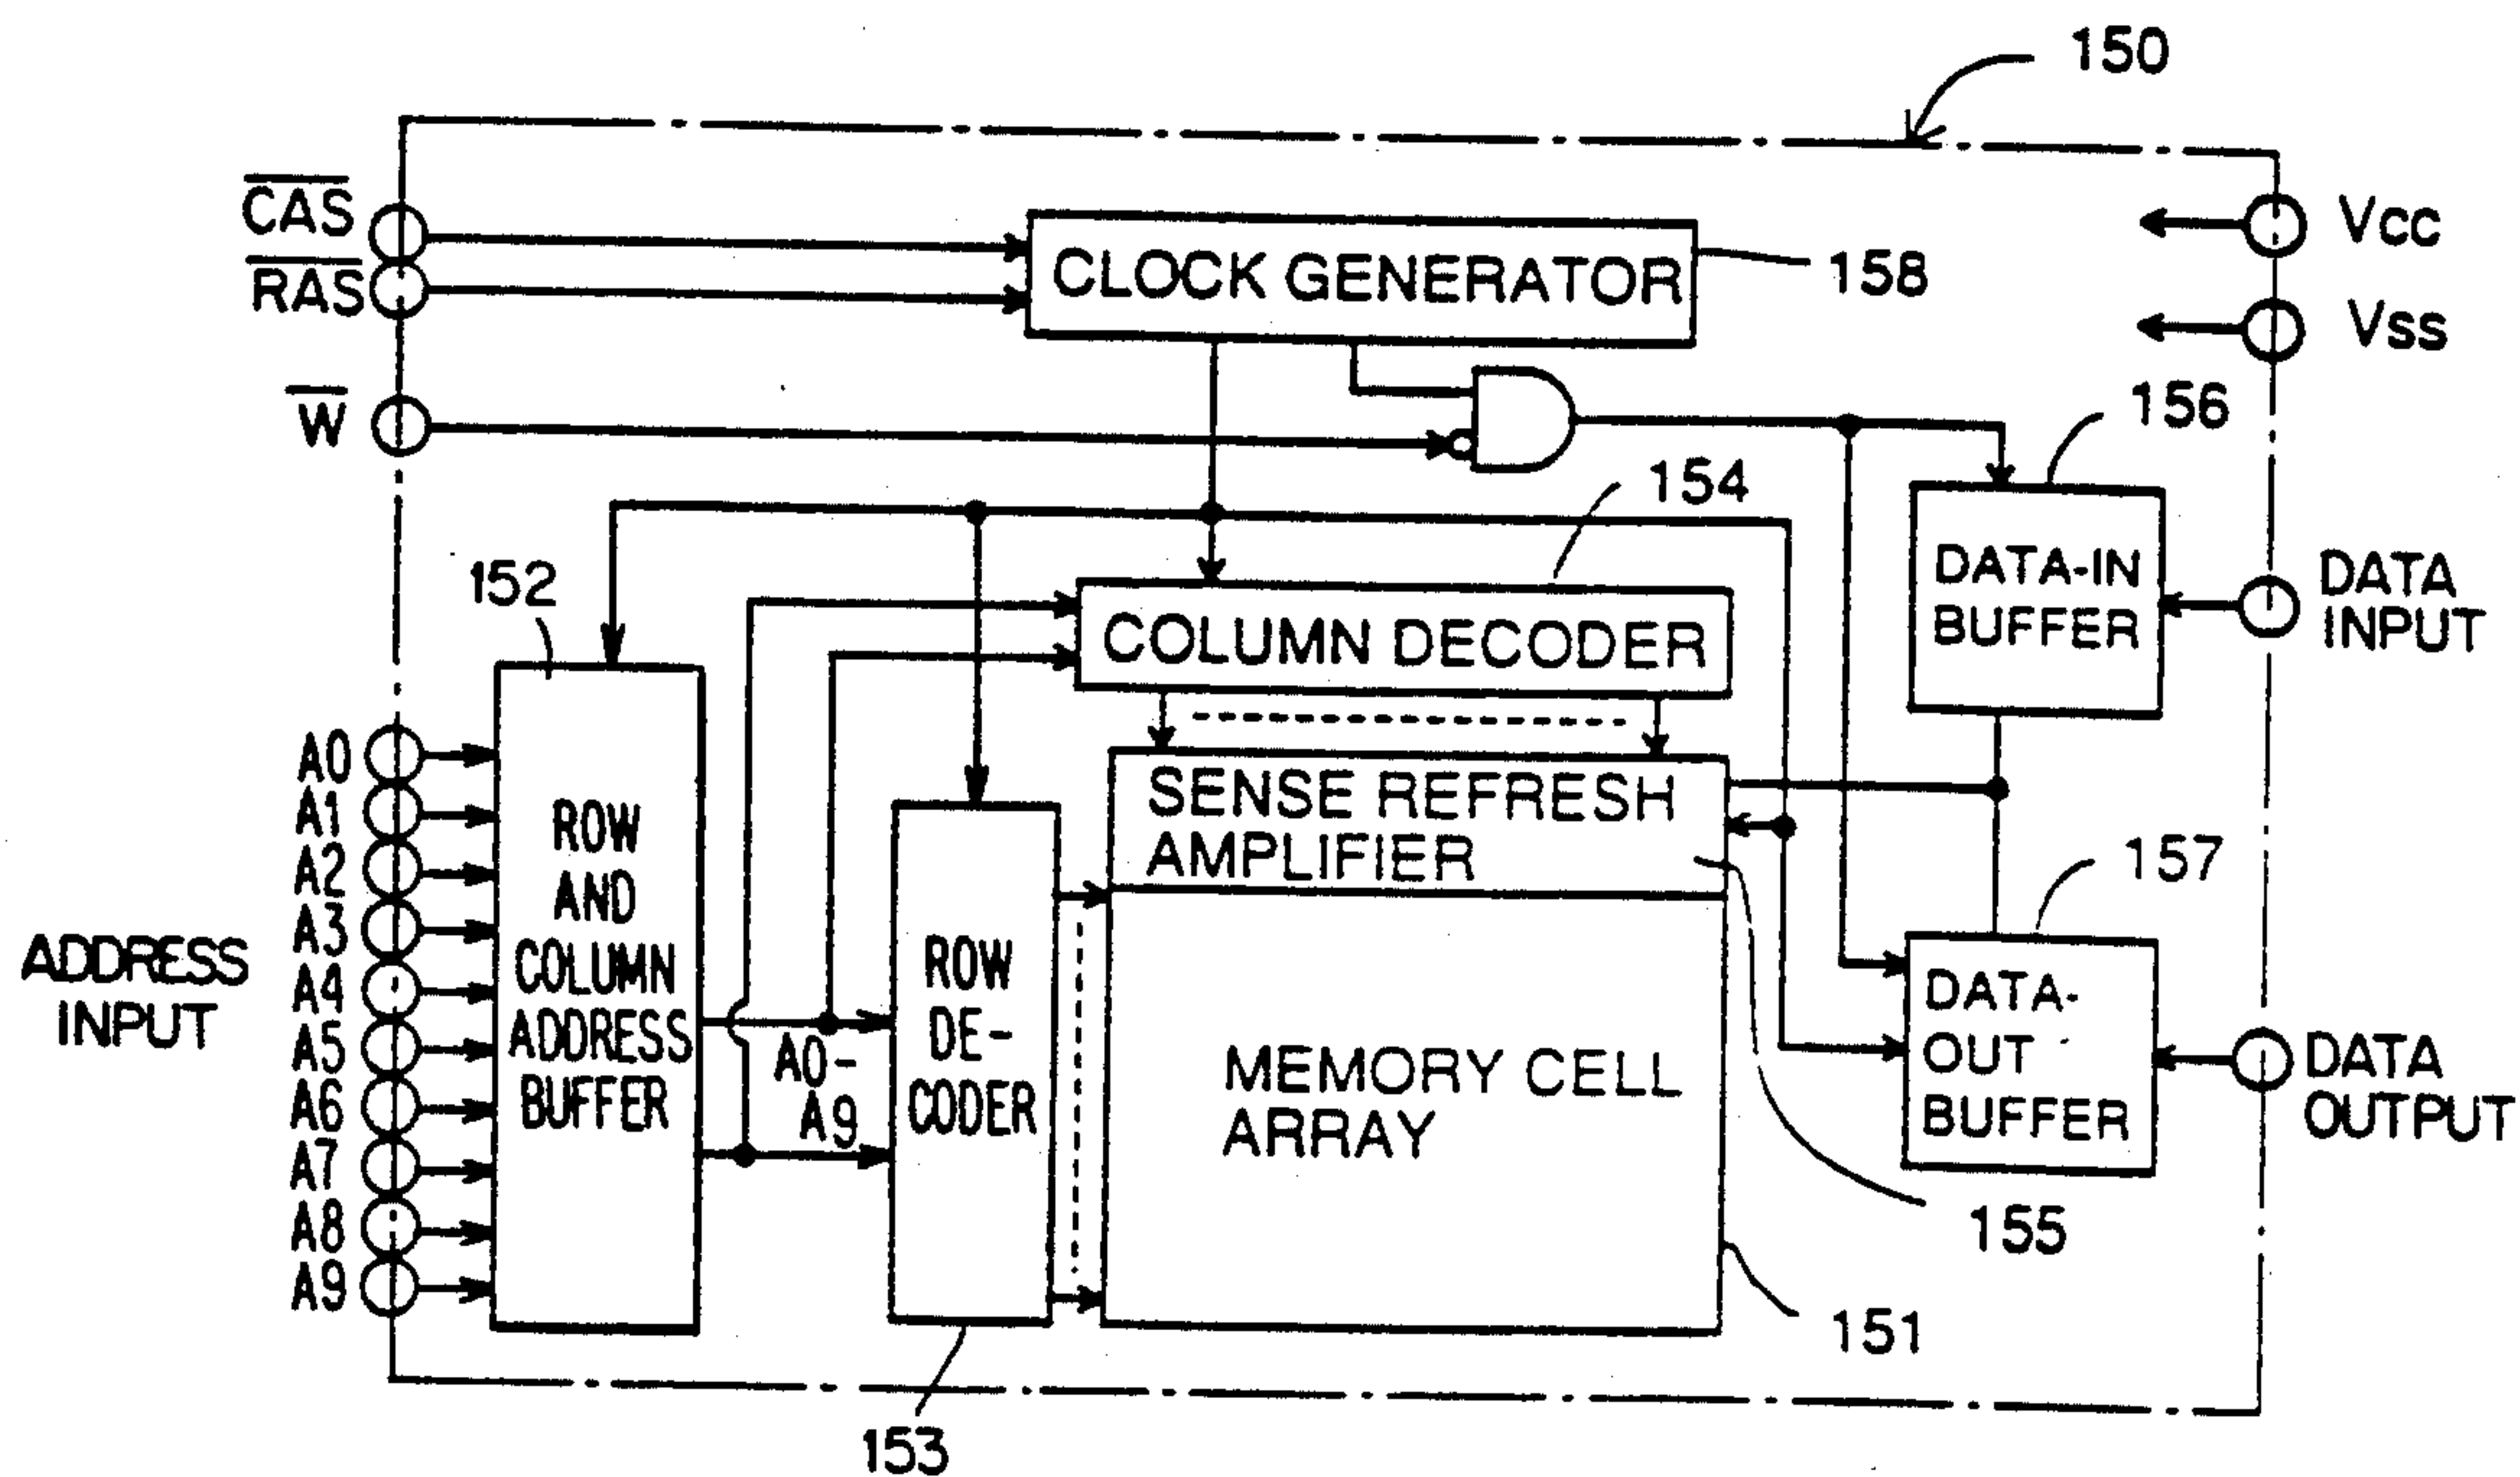 150
C̅A̅S̅
R̅A̅S̅
CLOCK GENERATOR
158
Vcc
Vss
W̅
156
154
152
DATA-IN
BUFFER
DATA
INPUT
COLUMN DECODER
A0
A1
A2
A3
A4
A5
A6
A7
A8
A9
ADDRESS
INPUT
ROW
AND
COLUMN
ADDRESS
BUFFER
A0-
A9
ROW
DE-
CODER
SENSE REFRESH
AMPLIFIER
157
MEMORY CELL
ARRAY
DATA-
OUT
BUFFER
DATA
OUTPUT
155
151
153